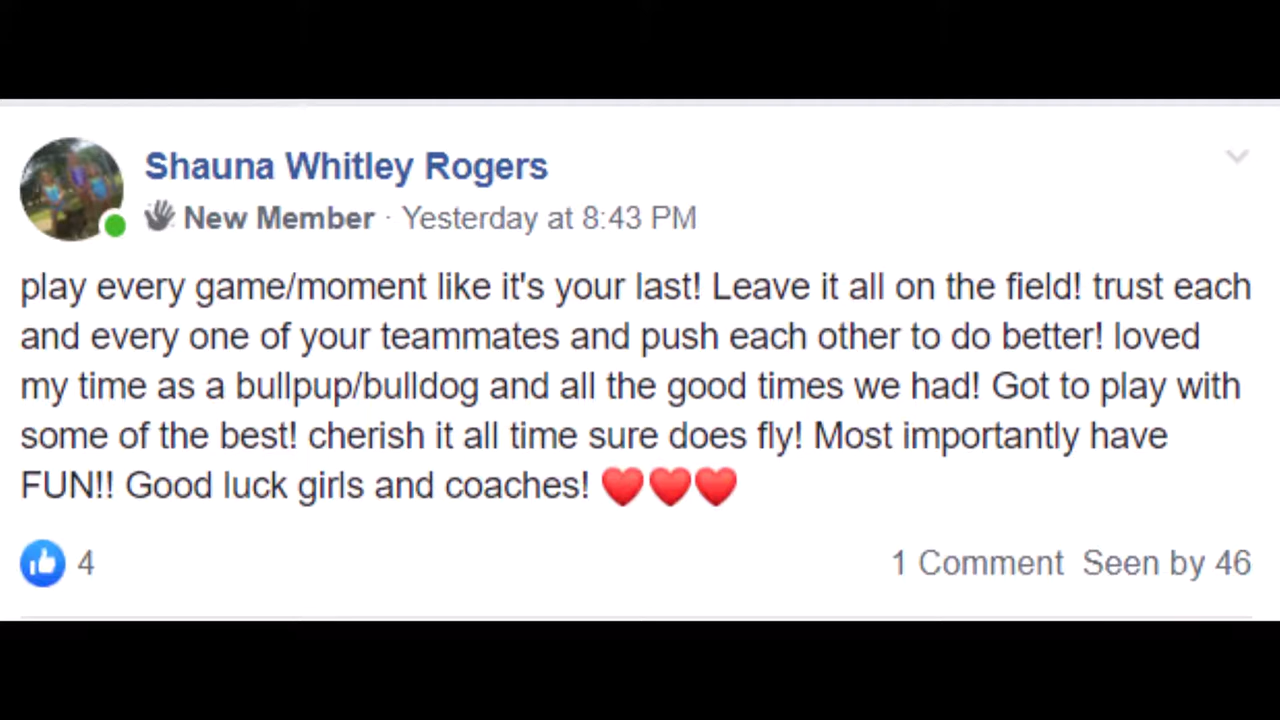 Shauna Whitley Rogers
New Member · Yesterday at 8:43 PM
play every game/moment like it's your last! Leave it all on the field! trust each
and every one of your teammates and push each other to do better! loved
my time as a bullpup/bulldog and all the good times we had! Got to play with
some of the best! cherish it all time sure does fly! Most importantly have
FUN!! Good luck girls and coaches! ❤️❤️❤️
4
1 Comment Seen by 46